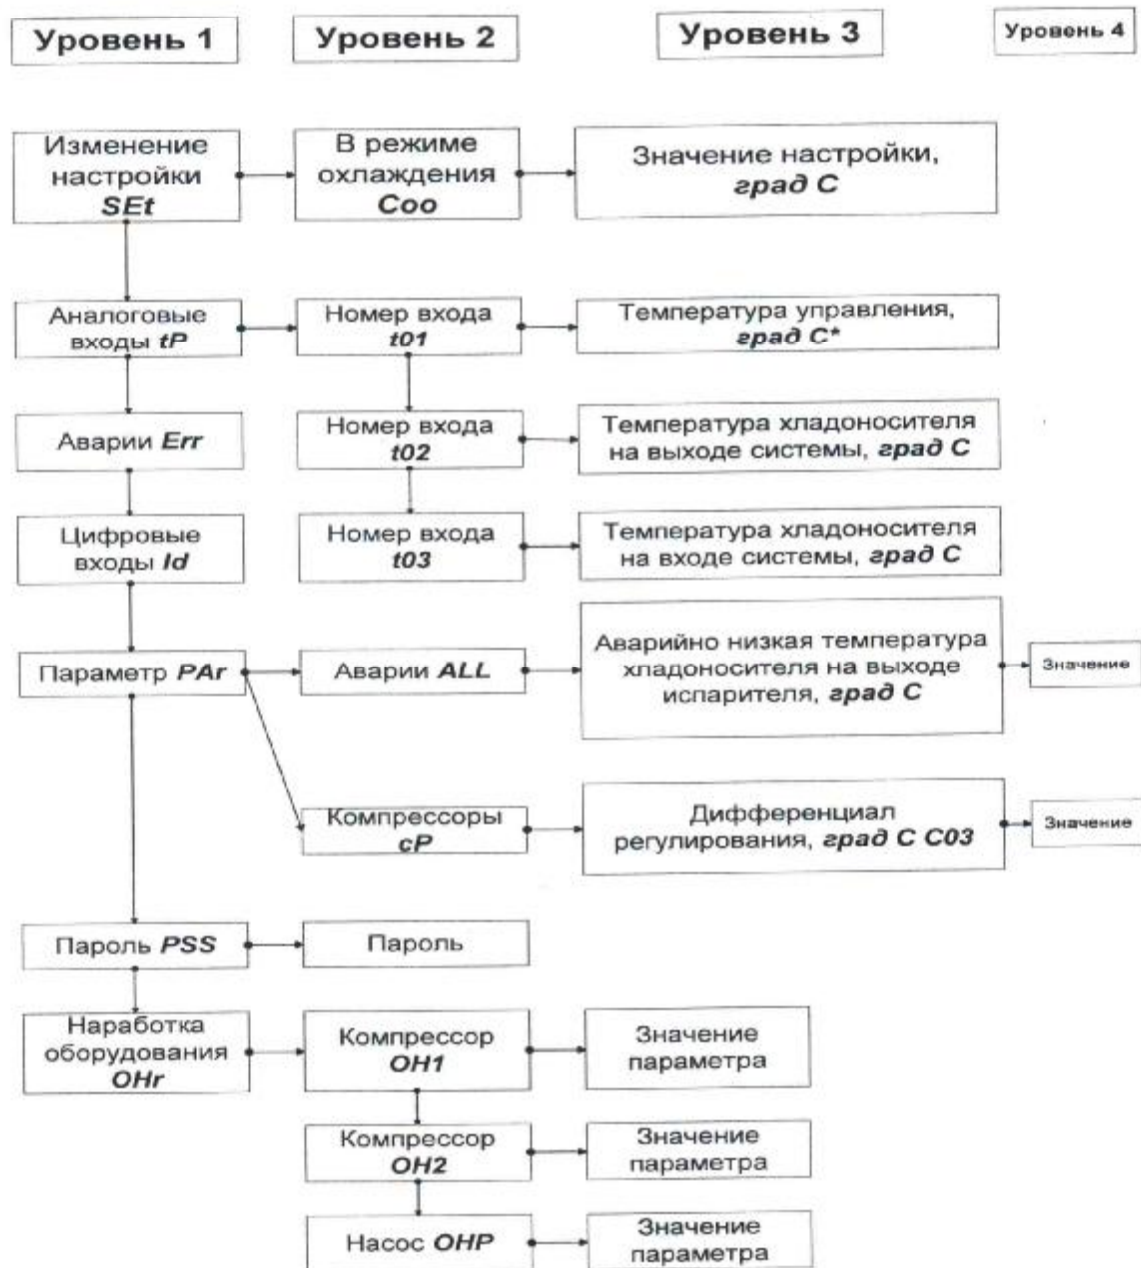 Уровень 1
Уровень 2
Уровень 3
Уровень 4
Изменение
настройки
SEt
В режиме
охлаждения
Coo
Значение настройки,
град С
Аналоговые
входы tP
Номер входа
t01
Температура управления,
град С*
Аварии Err
Номер входа
t02
Температура хладоносителя
на выходе системы, град С
Цифровые
входы Id
Номер входа
t03
Температура хладоносителя
на входе системы, град С
Параметр PAr
Аварии ALL
Аварийно низкая температура
хладоносителя на выходе
испарителя, град С
Значение
Компрессоры
cP
Дифференциал
регулирования, град С C03
Значение
Пароль PSS
Пароль
Наработка
оборудования
OHr
Компрессор
OH1
Значение
параметра
Компрессор
OH2
Значение
параметра
Насос OHP
Значение
параметра